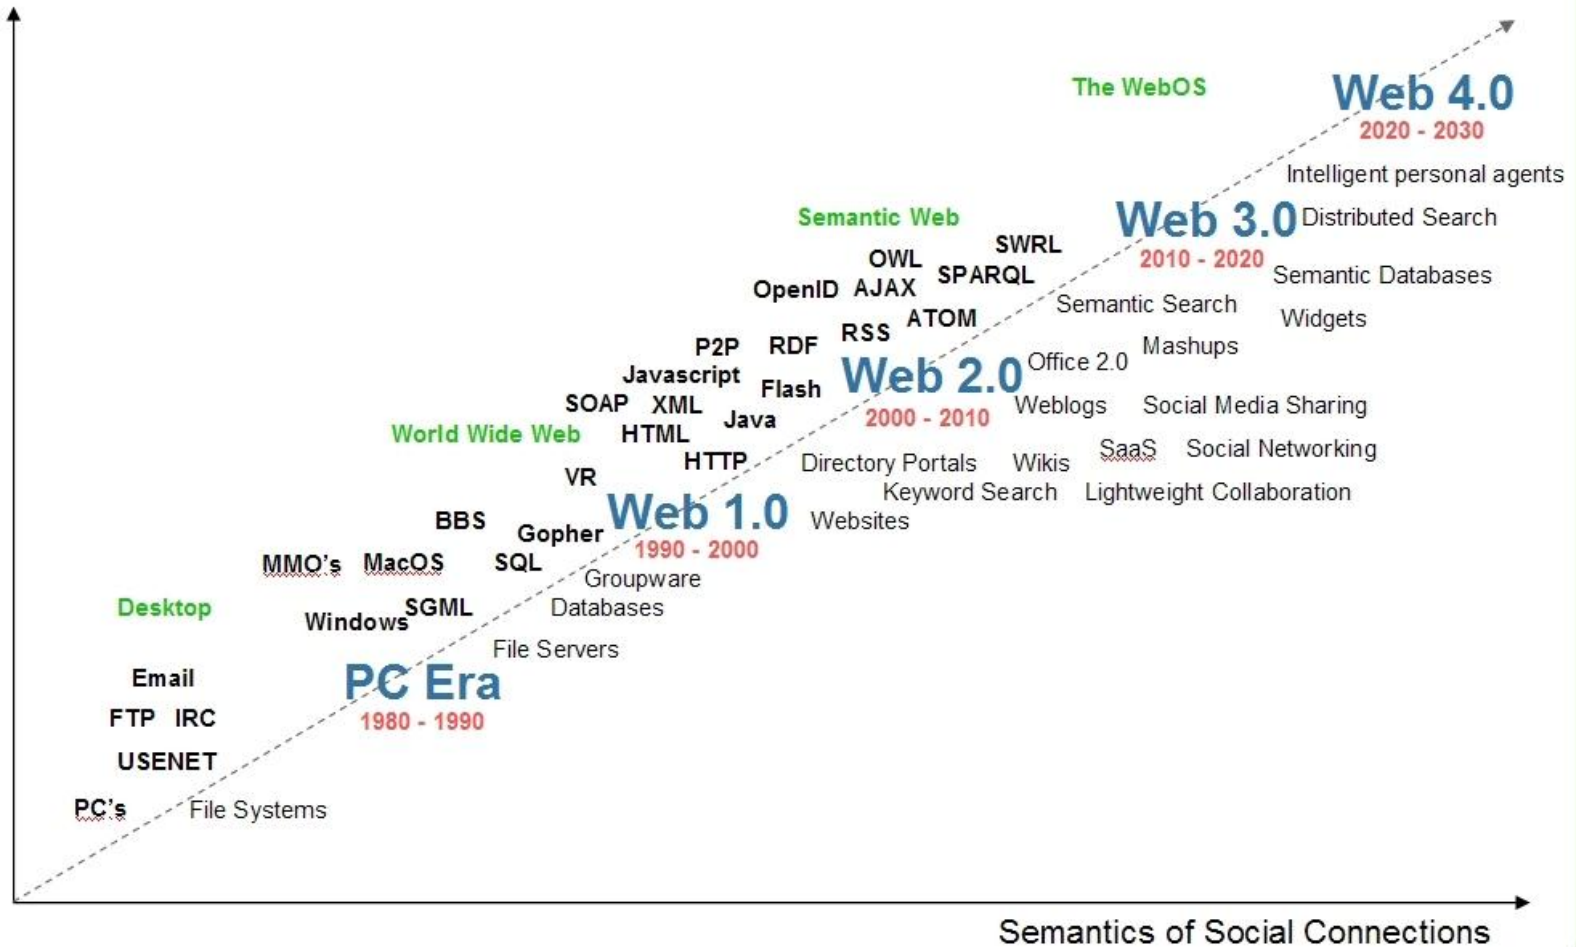 The WebOS
Web 4.0
2020 - 2030
Intelligent personal agents
Semantic Web
Web 3.0
Distributed Search
SWRL
OWL
2010 - 2020
SPARQL
Semantic Databases
OpenID
AJAX
Semantic Search
ATOM
Widgets
RSS
P2P
RDF
Mashups
Office 2.0
Javascript
Web 2.0
Flash
SOAP
XML
Weblogs
Social Media Sharing
Java
2000 - 2010
World Wide Web
HTML
SaaS
Social Networking
HTTP
Directory Portals
Wikis
VR
Keyword Search
Lightweight Collaboration
Web 1.0
BBS
Websites
Gopher
1990 - 2000
MMO's
MacOS
SQL
Groupware
Desktop
SGML
Databases
Windows
File Servers
Email
PC Era
FTP
IRC
1980 - 1990
USENET
PC's
File Systems
Semantics of Social Connections